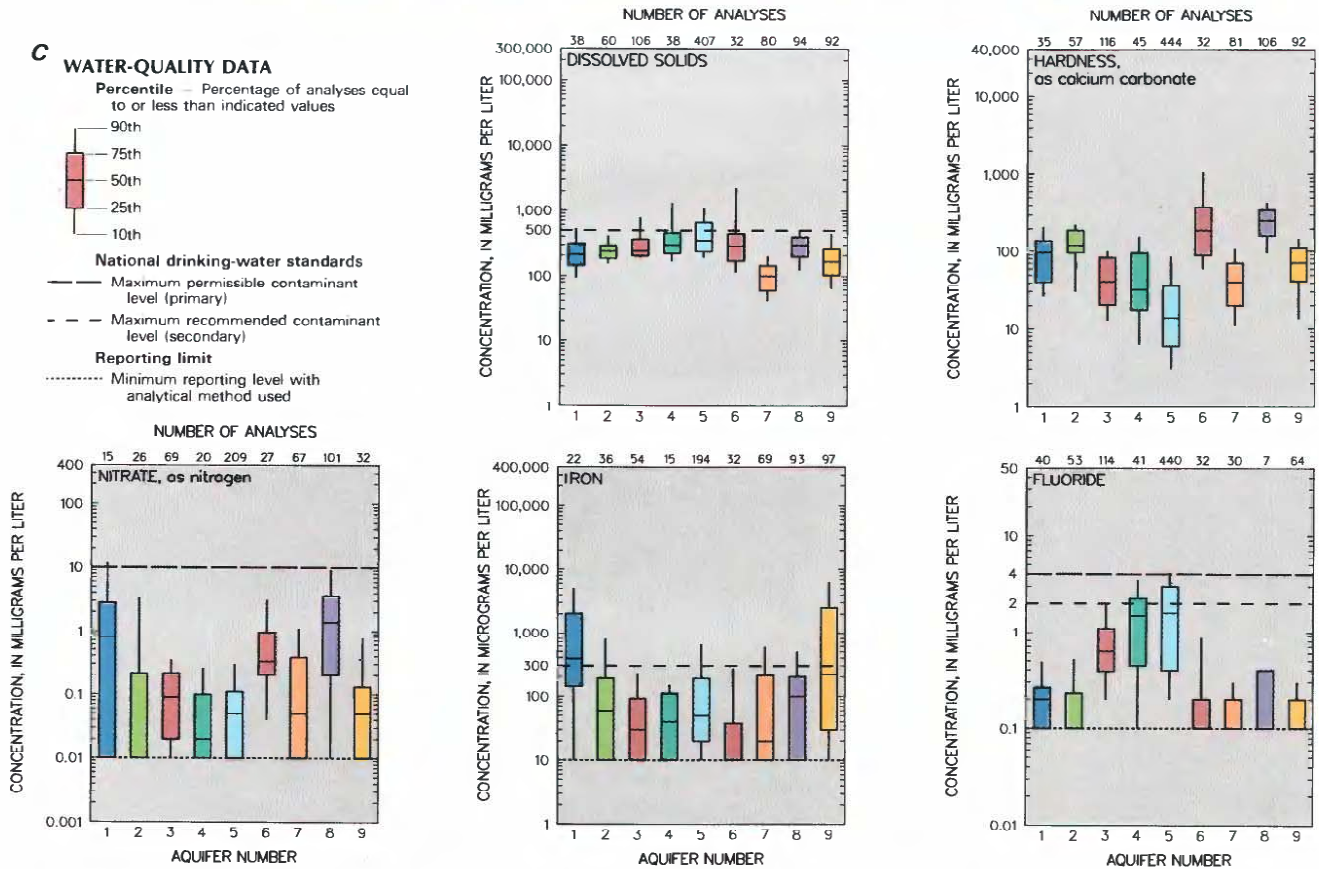 C WATER-QUALITY DATA
Percentile – Percentage of analyses equal
to or less than indicated values
90th
75th
50th
25th
10th
National drinking-water standards
Maximum permissible contaminant
level (primary)
Maximum recommended contaminant
level (secondary)
Reporting limit
Minimum reporting level with
analytical method used
NUMBER OF ANALYSES
38 60 106 38 407 32 80 94 92
DISSOLVED SOLIDS
CONCENTRATION, IN MILLIGRAMS PER LITER
300,000
100,000
10,000
1,000
500
100
10
1
1 2 3 4 5 6 7 8 9
NUMBER OF ANALYSES
35 57 116 45 444 32 81 106 92
HARDNESS,
as calcium carbonate
CONCENTRATION, IN MILLIGRAMS PER LITER
40,000
10,000
1,000
100
10
1
1 2 3 4 5 6 7 8 9
NUMBER OF ANALYSES
15 26 69 20 209 27 67 101 32
NITRATE, as nitrogen
CONCENTRATION, IN MILLIGRAMS PER LITER
400
100
10
1
0.1
0.01
0.001
1 2 3 4 5 6 7 8 9
AQUIFER NUMBER
22 36 54 15 194 32 69 93 97
IRON
CONCENTRATION, IN MICROGRAMS PER LITER
400,000
100,000
10,000
1,000
300
100
10
1
1 2 3 4 5 6 7 8 9
AQUIFER NUMBER
40 53 114 41 440 32 30 7 64
FLUORIDE
CONCENTRATION, IN MILLIGRAMS PER LITER
50
10
4
2
1
0.1
0.01
1 2 3 4 5 6 7 8 9
AQUIFER NUMBER